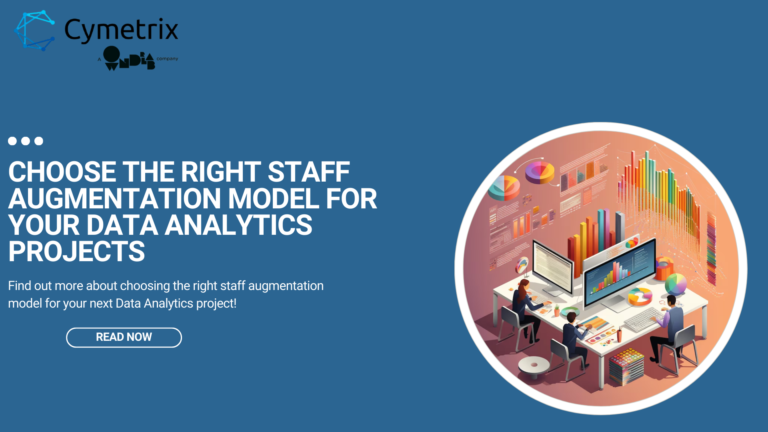 Cymetrix
A OWNDLAB company
CHOOSE THE RIGHT STAFF
AUGMENTATION MODEL FOR
YOUR DATA ANALYTICS
PROJECTS
Find out more about choosing the right staff augmentation
model for your next Data Analytics project!
READ NOW